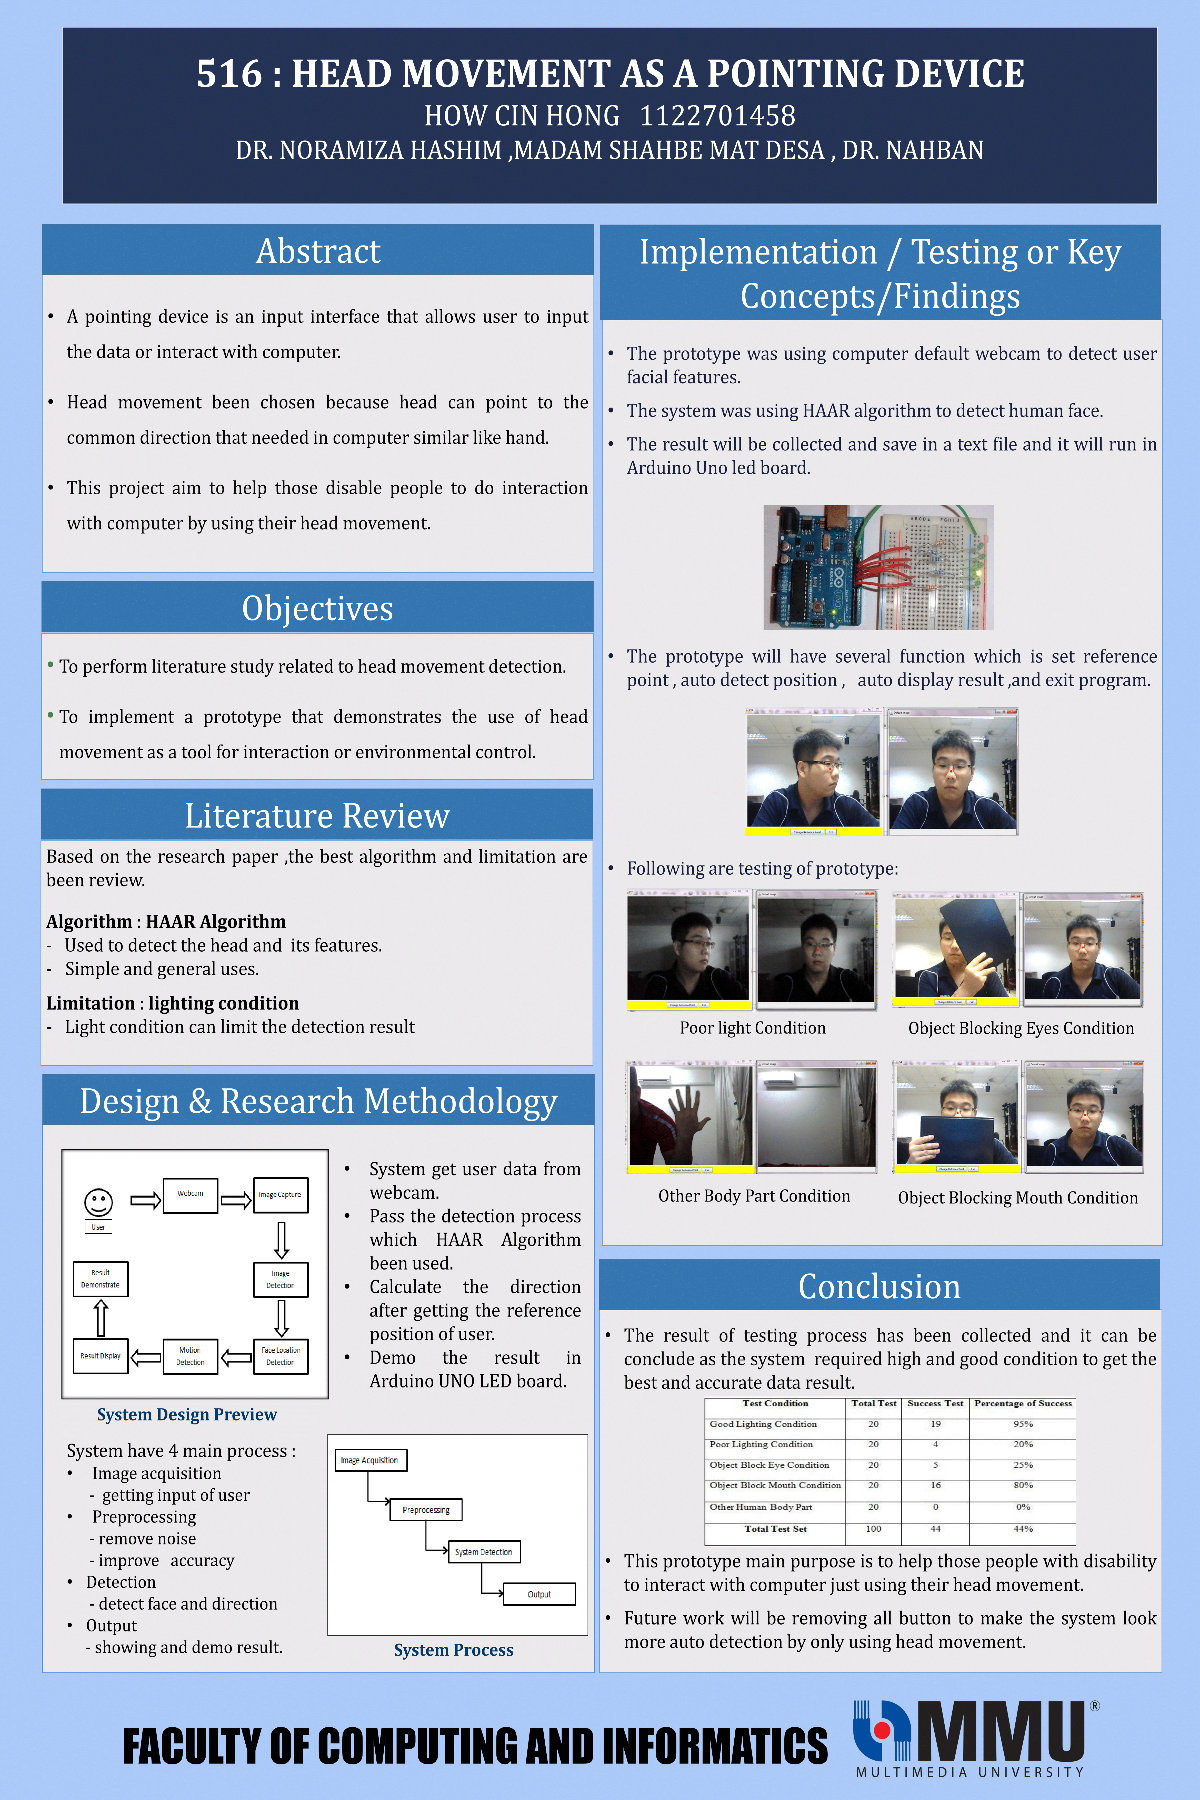 516 : HEAD MOVEMENT AS A POINTING DEVICE
HOW CIN HONG 1122701458
DR. NORAMIZA HASHIM ,MADAM SHAHBE MAT DESA , DR. NAHBAN
Abstract
• A pointing device is an input interface that allows user to input
the data or interact with computer.
• Head movement been chosen because head can point to the
common direction that needed in computer similar like hand.
• This project aim to help those disable people to do interaction
with computer by using their head movement.
Objectives
• To perform literature study related to head movement detection.
• To implement a prototype that demonstrates the use of head
movement as a tool for interaction or environmental control.
Literature Review
Based on the research paper ,the best algorithm and limitation are
been review.
Algorithm : HAAR Algorithm
- Used to detect the head and its features.
- Simple and general uses.
Limitation : lighting condition
- Light condition can limit the detection result
Design & Research Methodology
User
Webcam
Image Capture
Image
Detection
Face Location
Detection
Motion
Detection
Result Display
Result
Demonstrate
System Design Preview
• System get user data from
webcam.
• Pass the detection process
which HAAR Algorithm
been used.
• Calculate the direction
after getting the reference
position of user.
• Demo the result in
Arduino UNO LED board.
System have 4 main process :
• Image acquisition
- getting input of user
• Preprocessing
- remove noise
- improve accuracy
• Detection
- detect face and direction
• Output
- showing and demo result.
Image Acquisition
Preprocessing
System Detection
Output
System Process
Implementation / Testing or Key
Concepts/Findings
• The prototype was using computer default webcam to detect user
facial features.
• The system was using HAAR algorithm to detect human face.
• The result will be collected and save in a text file and it will run in
Arduino Uno led board.
• The prototype will have several function which is set reference
point , auto detect position , auto display result ,and exit program.
• Following are testing of prototype:
Poor light Condition
Object Blocking Eyes Condition
Other Body Part Condition
Object Blocking Mouth Condition
Conclusion
• The result of testing process has been collected and it can be
conclude as the system required high and good condition to get the
best and accurate data result.
Test Condition Total Test Success Test Percentage of Success
Good Lighting Condition 20 19 95%
Poor Lighting Condition 20 4 20%
Object Block Eye Condition 20 5 25%
Object Block Mouth Condition 20 16 80%
Other Human Body Part 20 0 0%
Total Test Set 100 44 44%
• This prototype main purpose is to help those people with disability
to interact with computer just using their head movement.
• Future work will be removing all button to make the system look
more auto detection by only using head movement.
FACULTY OF COMPUTING AND INFORMATICS
MMU®
MULTIMEDIA UNIVERSITY